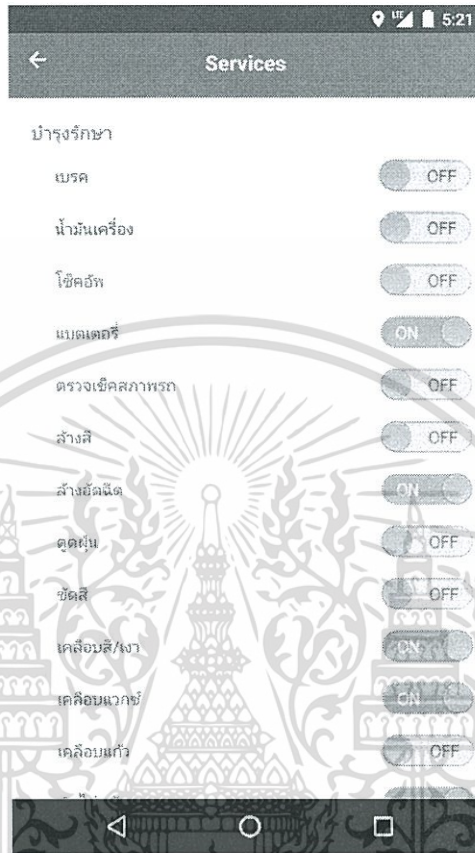 5:21
Services
บำรุงรักษา
เบรค OFF
น้ำมันเครื่อง OFF
โช๊คอัพ OFF
แบตเตอรี่ ON
ตรวจเช็คสภาพรถ OFF
ล้างสี OFF
ล้างอัดฉีด ON
ดูดฝุ่น OFF
ขัดสี OFF
เคลือบสี/เงา ON
เคลือบแวกซ์ ON
เคลือบแก้ว OFF